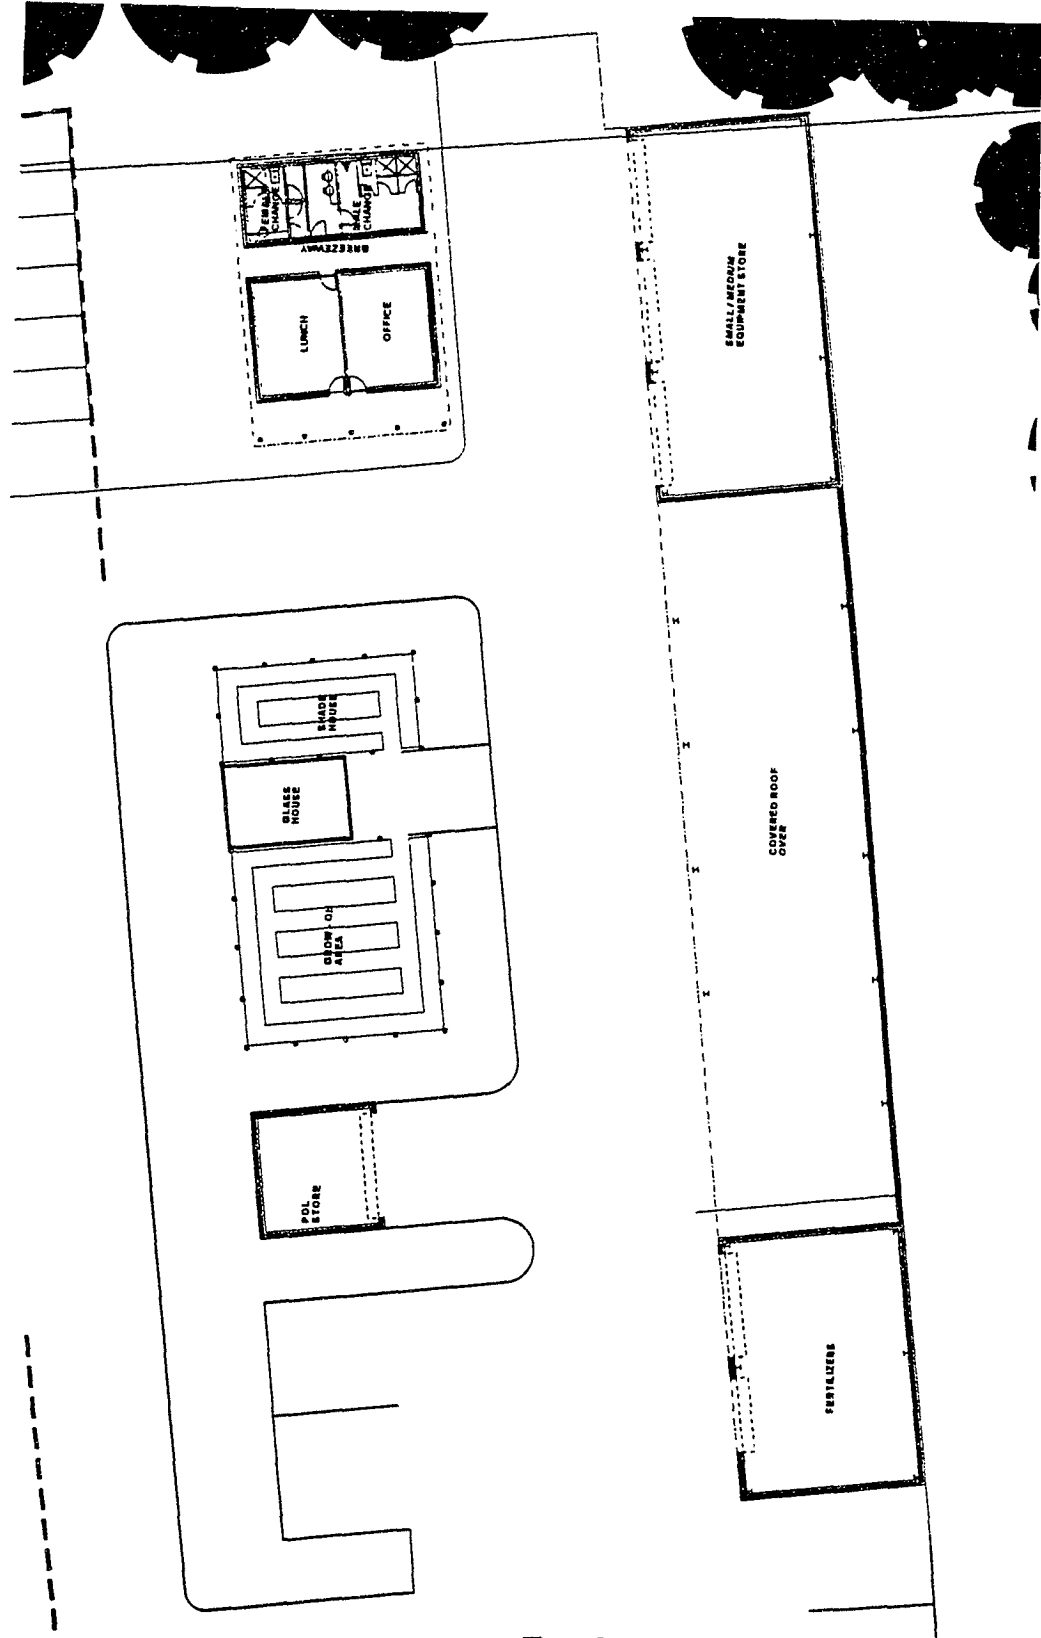 FEMALE
CHANGE
MALE
CHANGE
BREEZEWAY
LUNCH
OFFICE
SMALL / MEDIUM
EQUIPMENT STORE
SHADE
HOUSE
GLASS
HOUSE
GROW - ON
AREA
COVERED ROOF
OVER
POL
STORE
FERTILIZERS